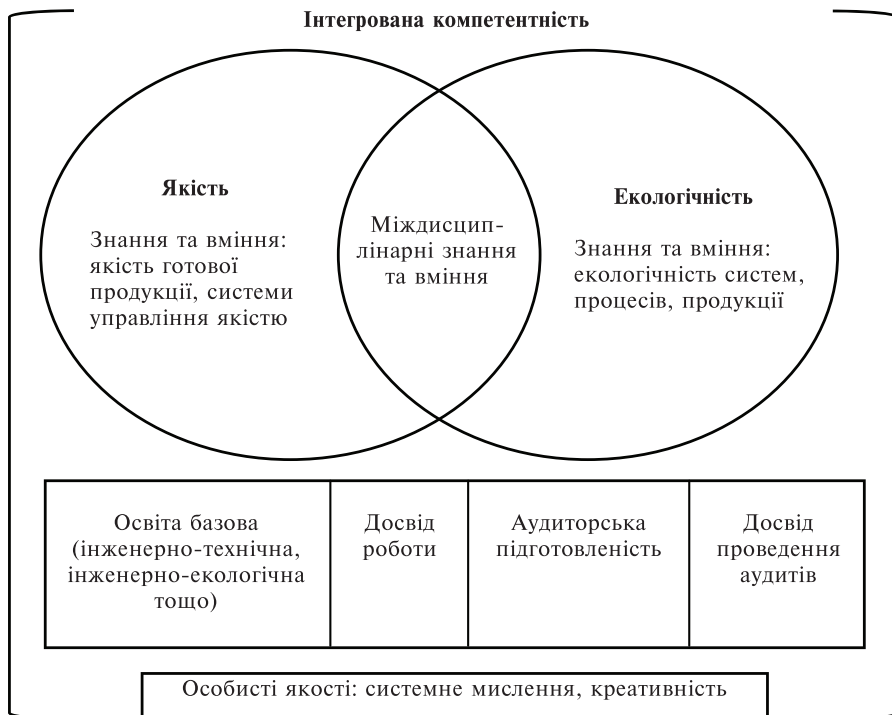 Інтегрована компетентність
Якість
Знання та вміння:
якість готової
продукції, системи
управління якістю
Міждисцип-
лінарні знання
та вміння
Екологічність
Знання та вміння:
екологічність систем,
процесів, продукції
Освіта базова
(інженерно-технічна,
інженерно-екологічна
тощо)
Досвід
роботи
Аудиторська
підготовленість
Досвід
проведення
аудитів
Особисті якості: системне мислення, креативність